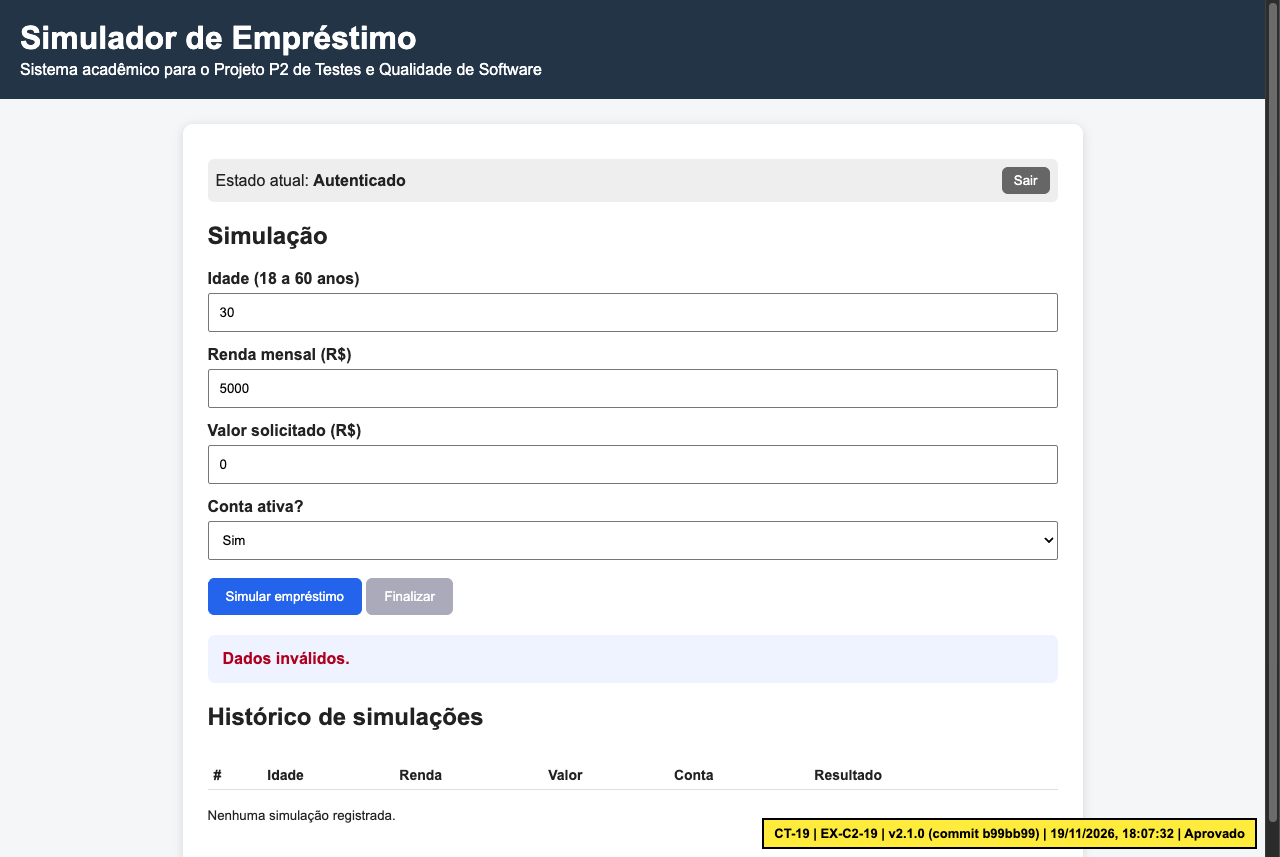 Simulador de Empréstimo
Sistema acadêmico para o Projeto P2 de Testes e Qualidade de Software
Estado atual: Autenticado
Sair
Simulação
Idade (18 a 60 anos)
30
Renda mensal (R$)
5000
Valor solicitado (R$)
0
Conta ativa?
Sim
Simular empréstimo Finalizar
Dados inválidos.
Histórico de simulações
# Idade Renda Valor Conta Resultado
Nenhuma simulação registrada.
CT-19 | EX-C2-19 | v2.1.0 (commit b99bb99) | 19/11/2026, 18:07:32 | Aprovado